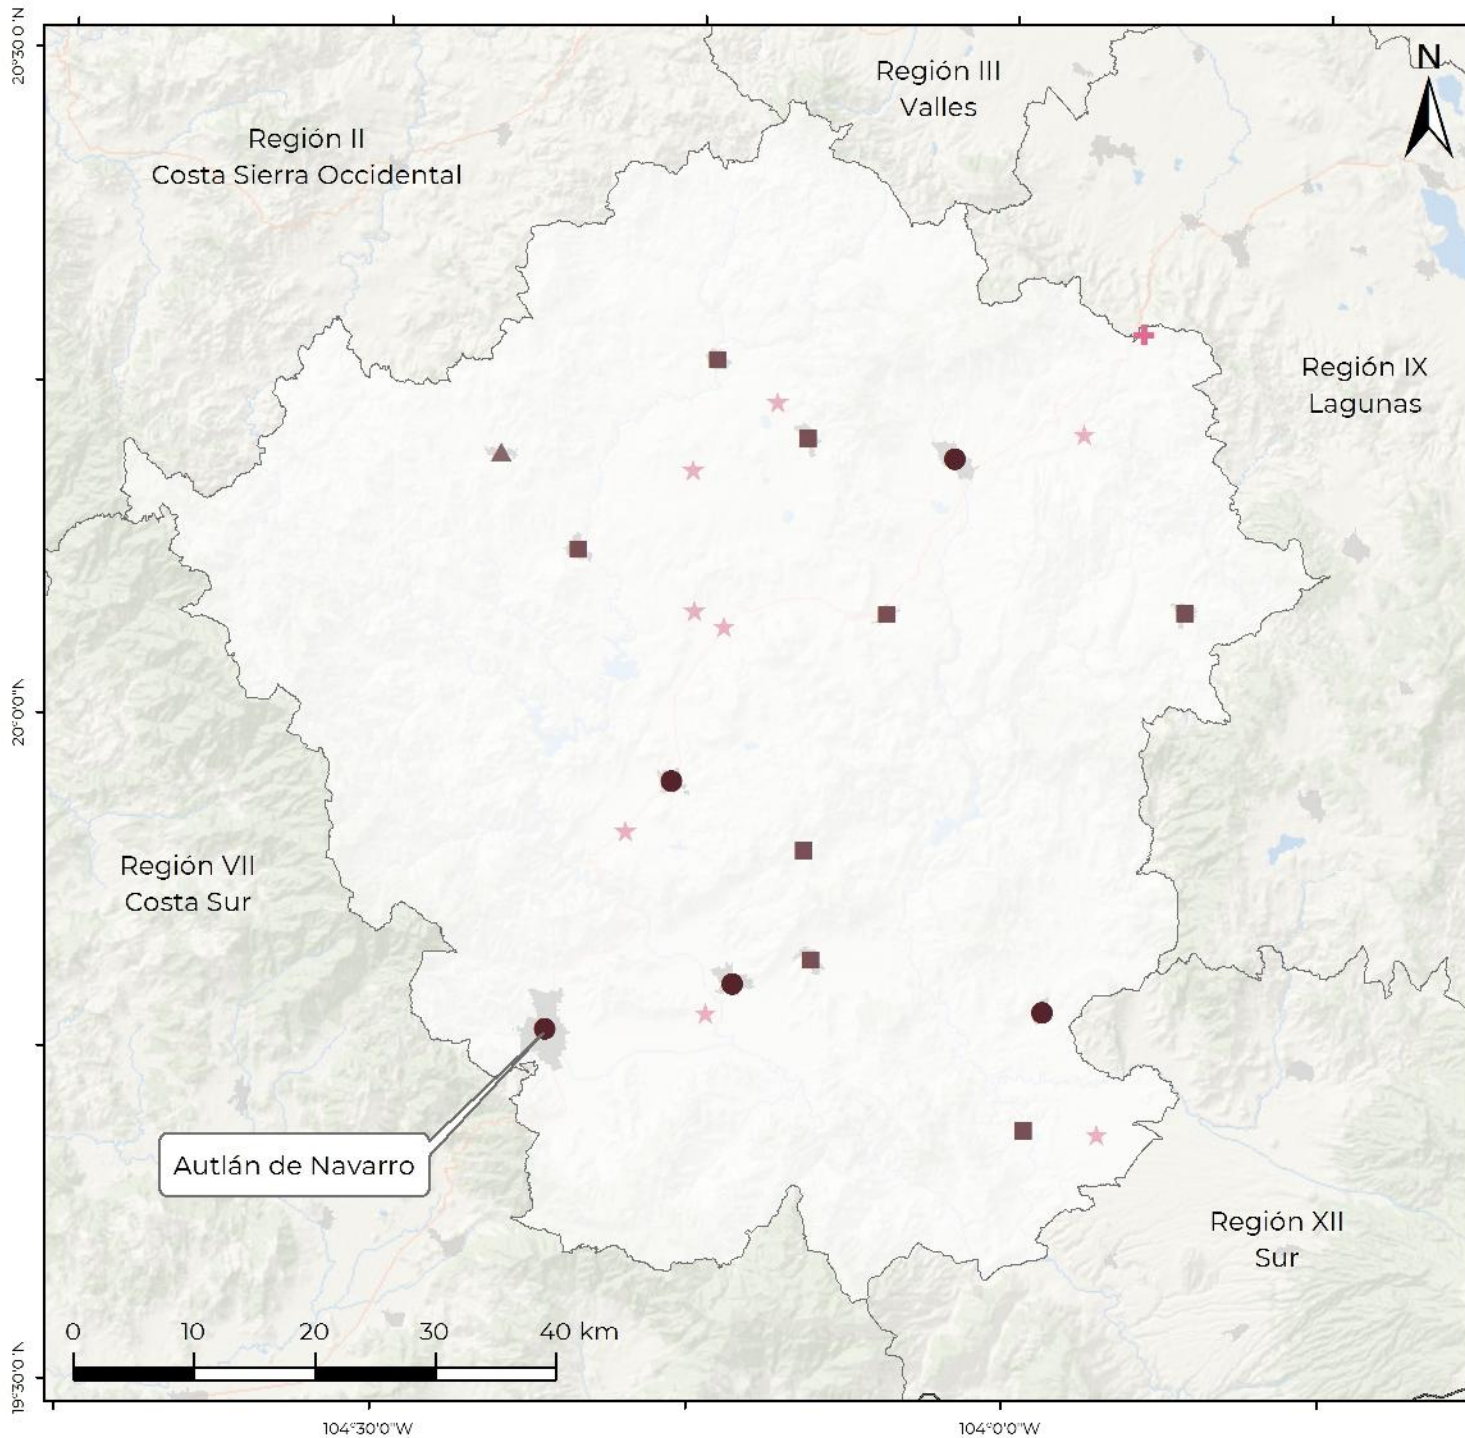 20°30'0"N
N
Región III
Valles
Región II
Costa Sierra Occidental
Región IX
Lagunas
20°0'0"N
Región VII
Costa Sur
Autlán de Navarro
Región XII
Sur
0 10 20 30 40 km
19°30'0"N
104°30'0"W 104°0'0"W